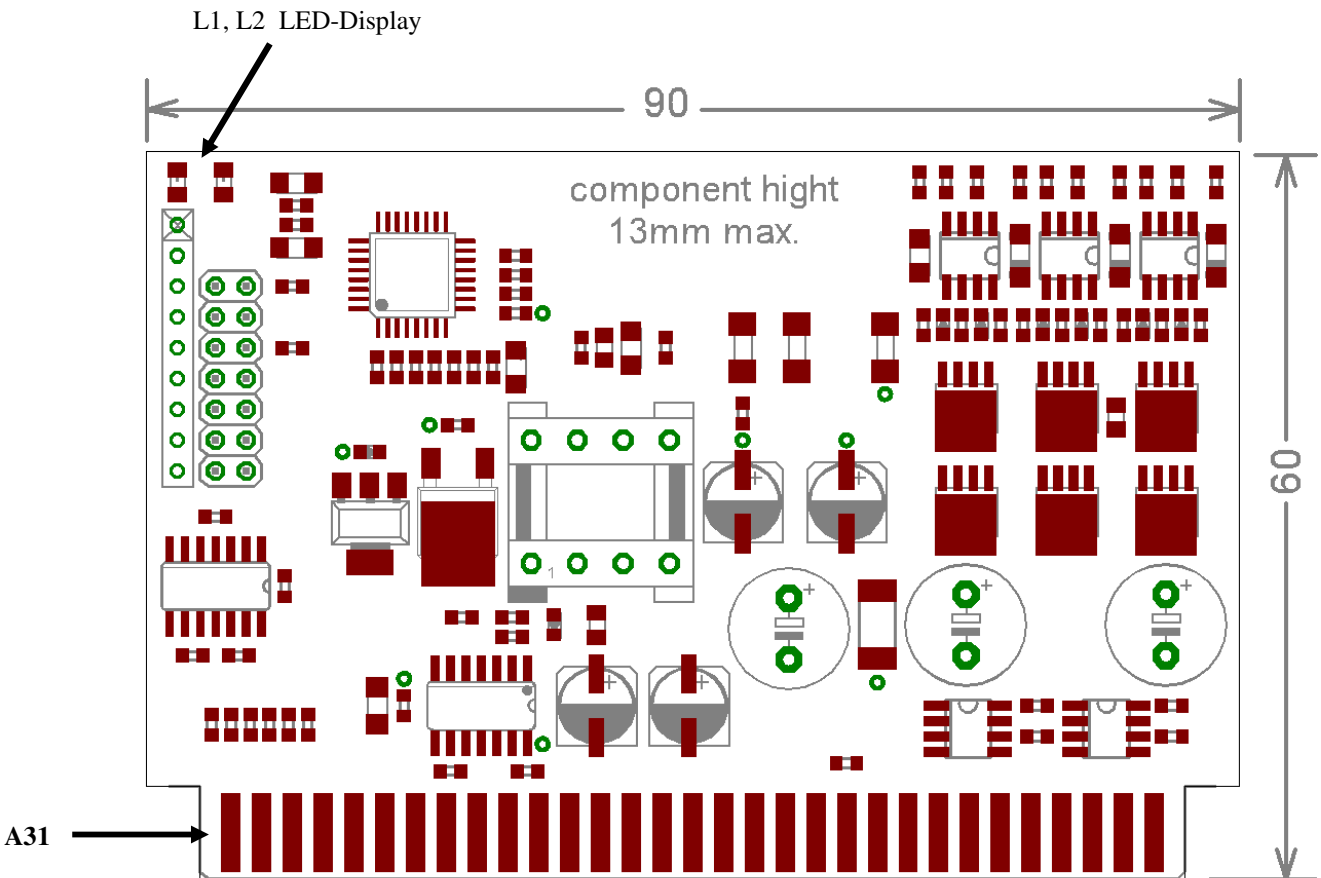 L1, L2 LED-Display
90
component hight
13mm max.
60
1
A31